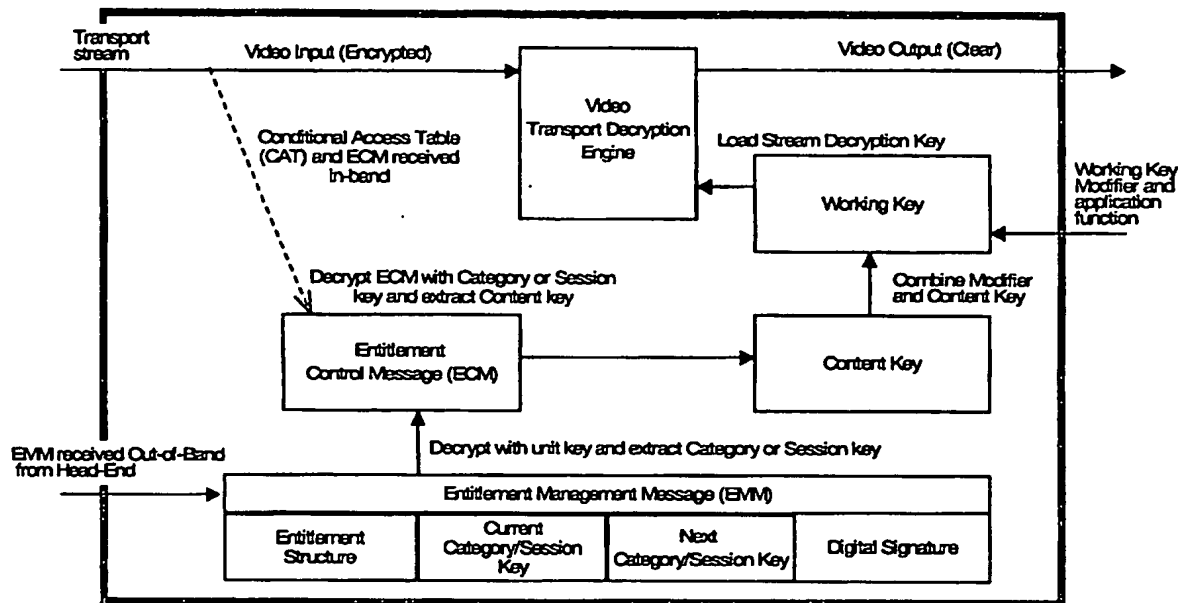 Transport
stream
Video Input (Encrypted)
Video Output (Clear)
Video
Transport Decryption
Engine
Conditional Access Table
(CAT) and ECM received
in-band
Load Stream Decryption Key
Working Key
Working Key
Modifier and
application
function
Decrypt ECM with Category or Session
key and extract Content key
Combine Modifier
and Content Key
Entitlement
Control Message (ECM)
Content Key
EMM received Out-of-Band
from Head-End
Decrypt with unit key and extract Category or Session key
Entitlement Management Message (EMM)
Entitlement
Structure
Current
Category/Session
Key
Next
Category/Session Key
Digital Signature